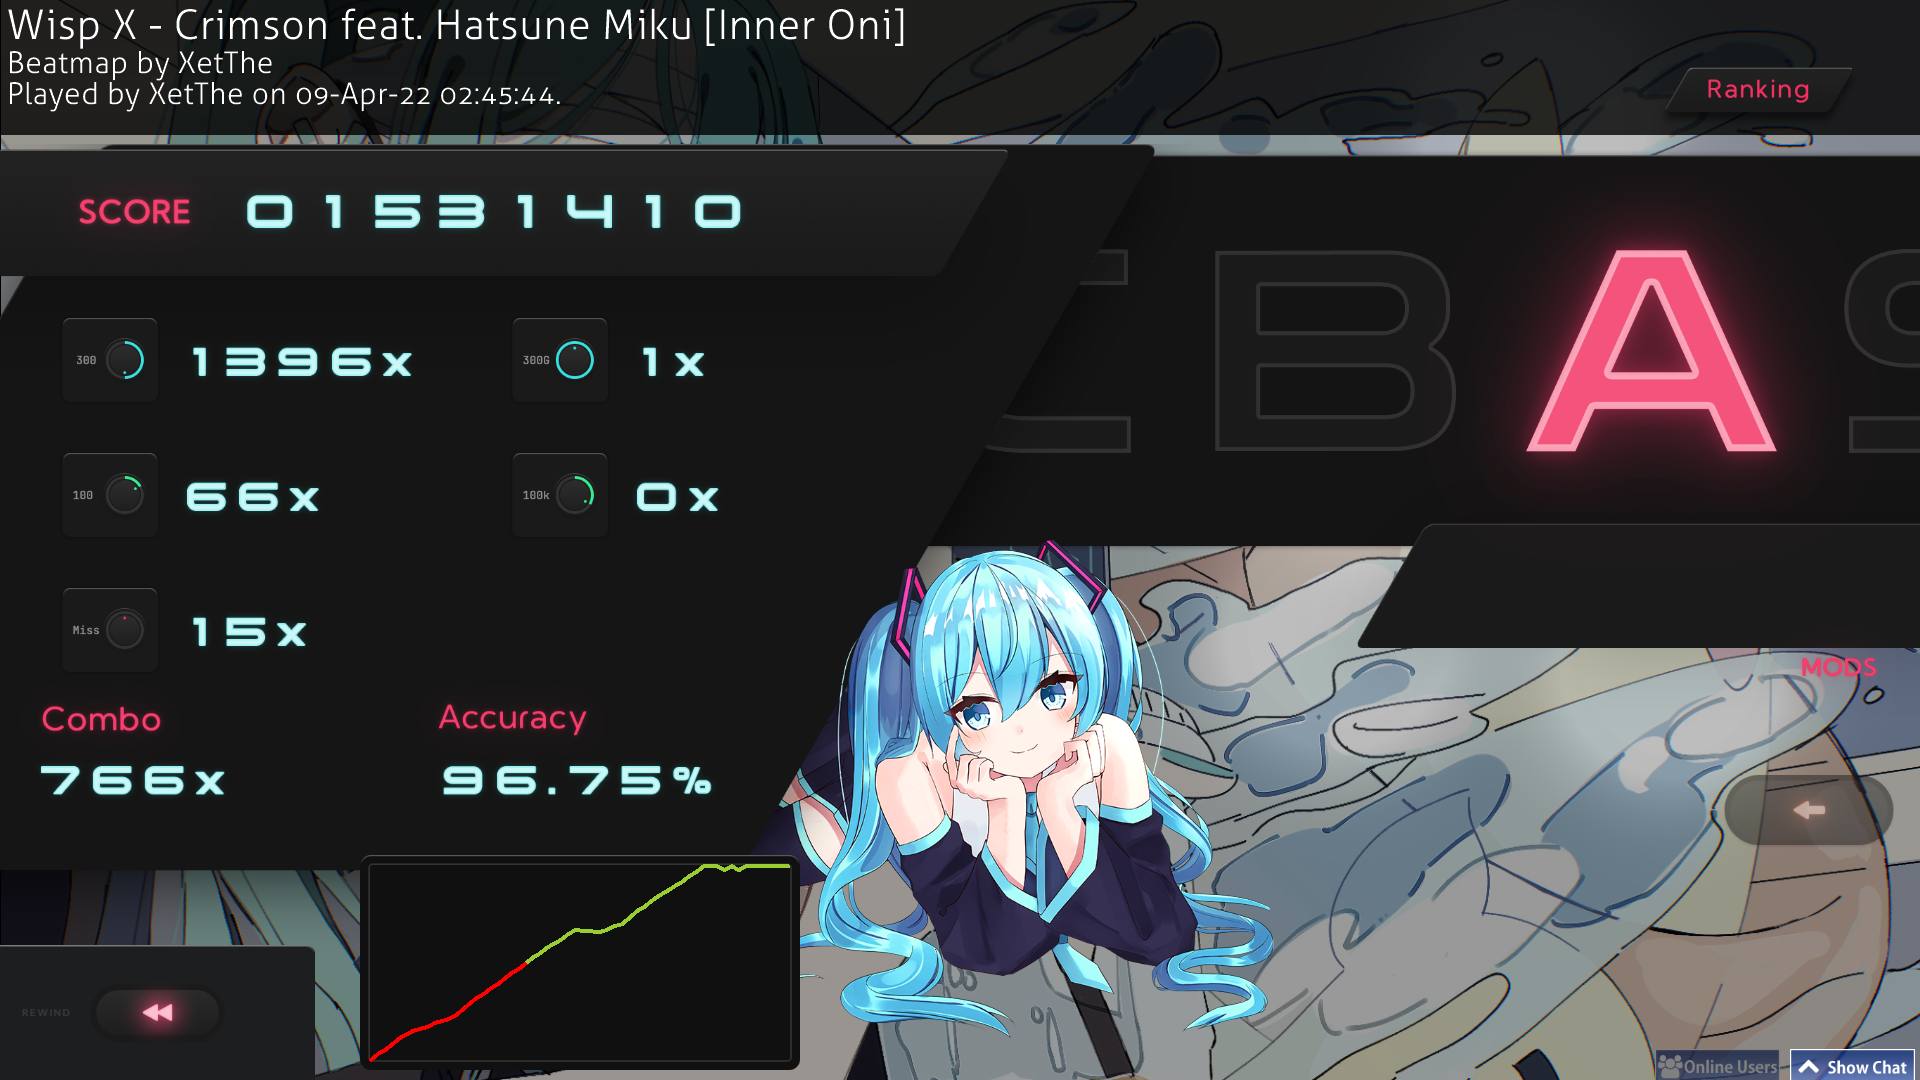 Wisp X - Crimson feat. Hatsune Miku [Inner Oni]
Beatmap by XetThe
Played by XetThe on 09-Apr-22 02:45:44.
Ranking
SCORE 01531410
B A
300 1396x 300G 1x
100 66x 100k 0x
Miss 15x
MODS
Combo Accuracy
766x 96.75%
REWIND
Online Users Show Chat